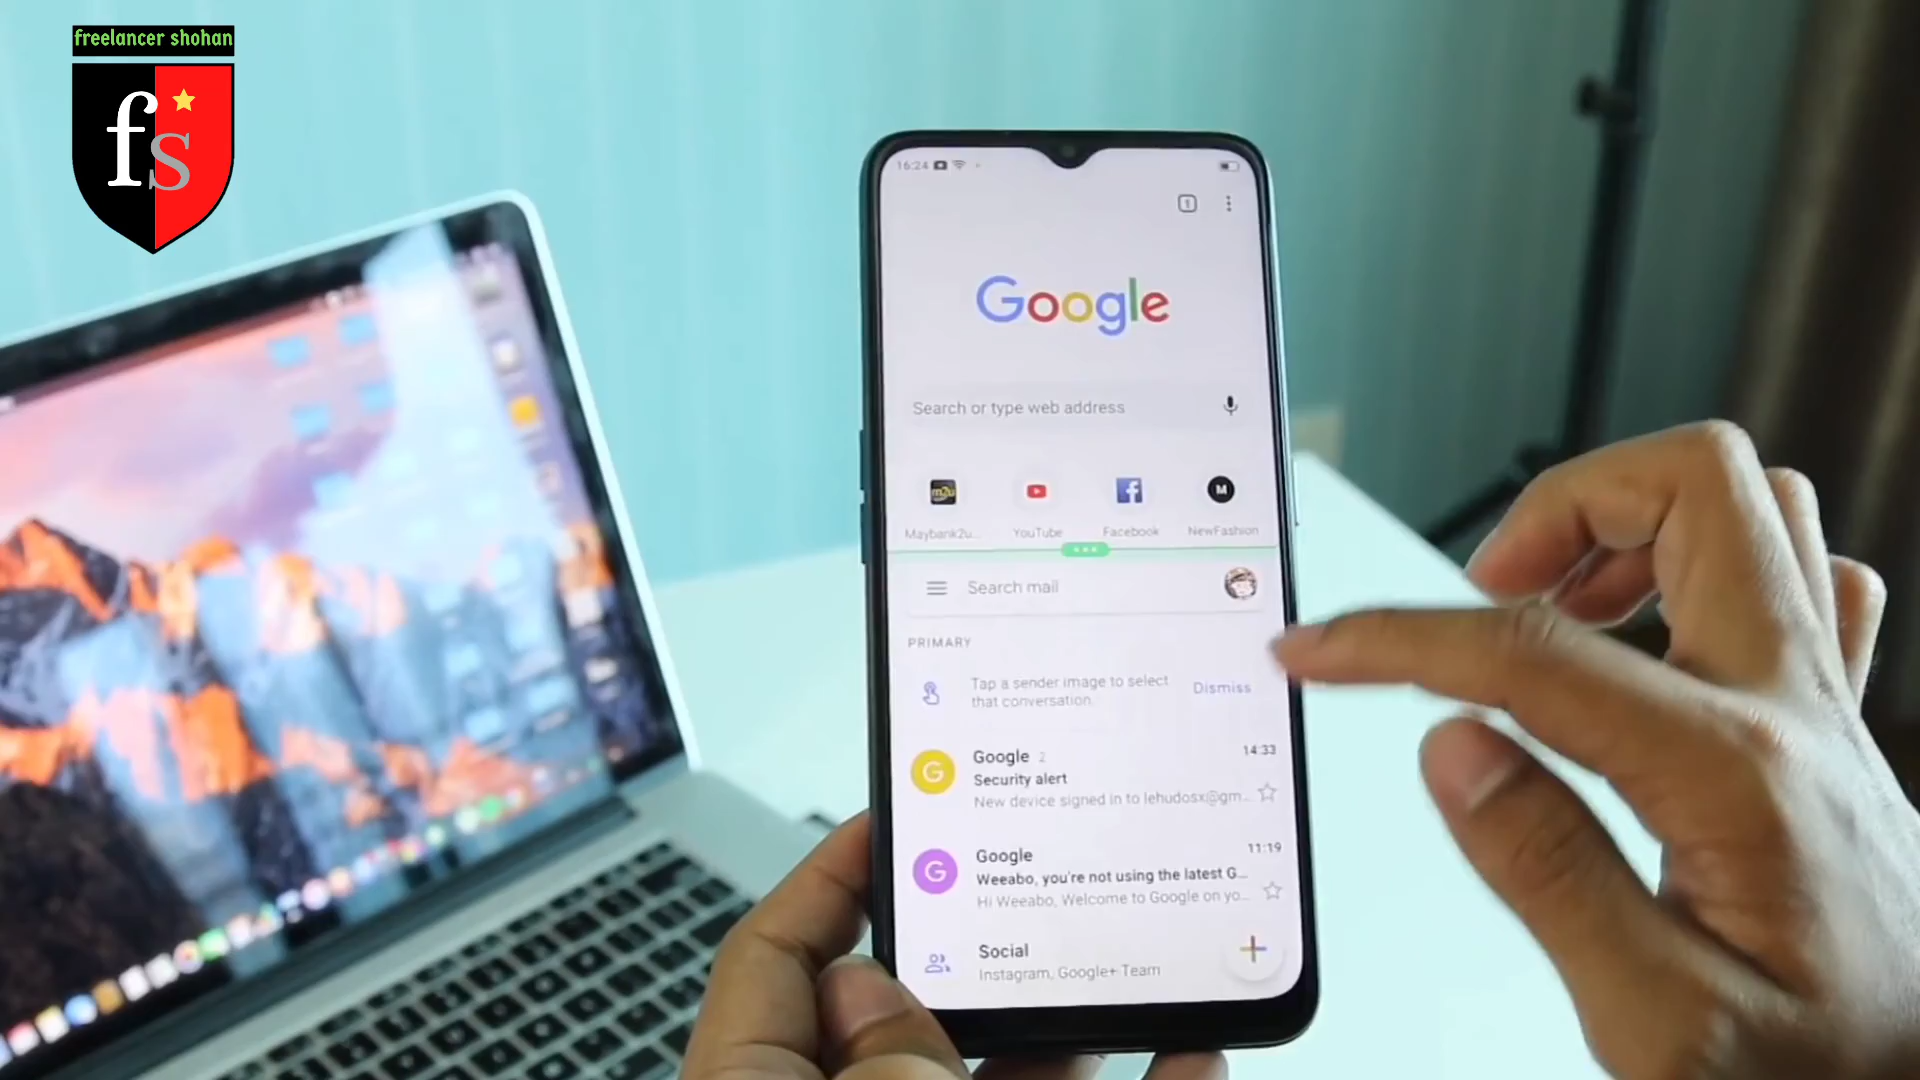 freelancer shohan
fs
16:24
1
Google
Search or type web address
m2u
M
Maybank2u...
YouTube
Facebook
NewFashion
Search mail
PRIMARY
Tap a sender image to select
that conversation.
Dismiss
G
Google 2
14:33
Security alert
New device signed in to lehudosx@gm...
G
Google
11:19
Weeabo, you're not using the latest G...
Hi Weeabo, Welcome to Google on yo...
Social
Instagram, Google+ Team